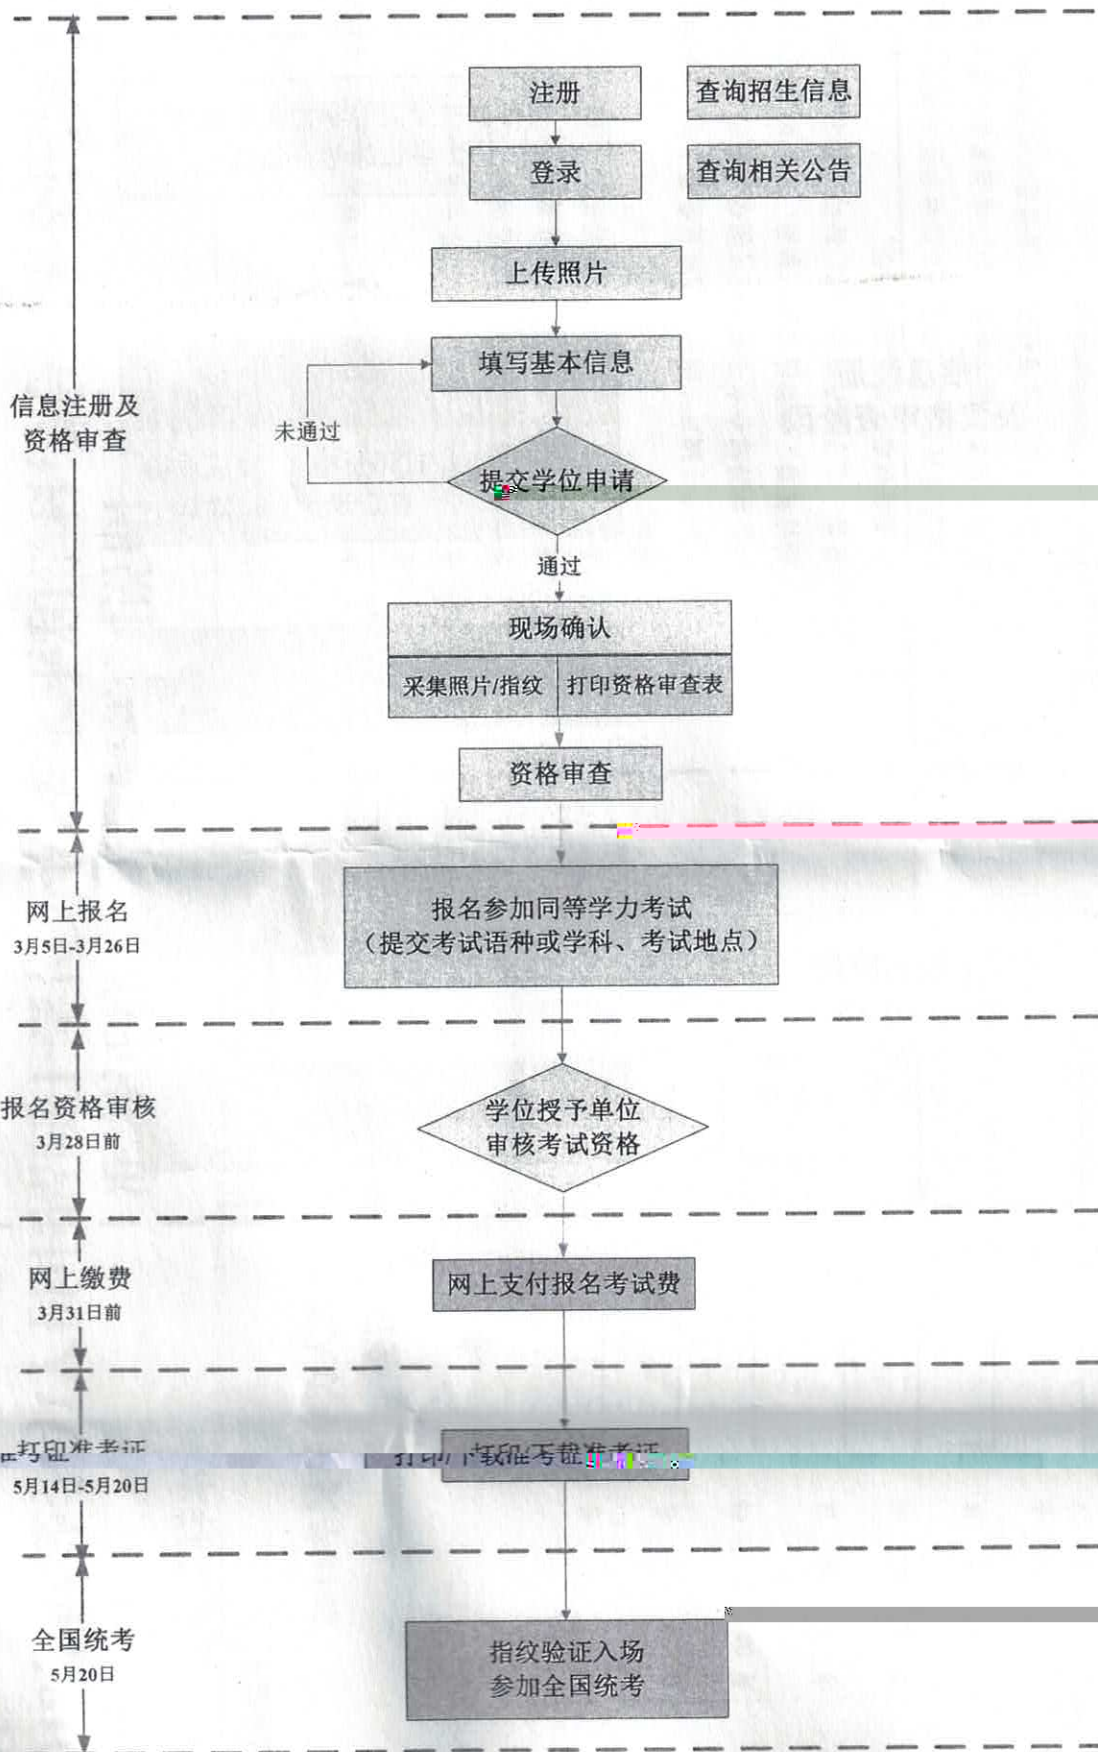 注册
查询招生信息
登录
查询相关公告
上传照片
填写基本信息
信息注册及
资格审查
未通过
提交学位申请
通过
现场确认
采集照片/指纹
打印资格审查表
资格审查
网上报名
3月5日-3月26日
报名参加同等学力考试
（提交考试语种或学科、考试地点）
报名资格审核
3月28日前
学位授予单位
审核考试资格
网上缴费
3月31日前
网上支付报名考试费
打印准考证
5月14日-5月20日
全国统考
5月20日
指纹验证入场
参加全国统考